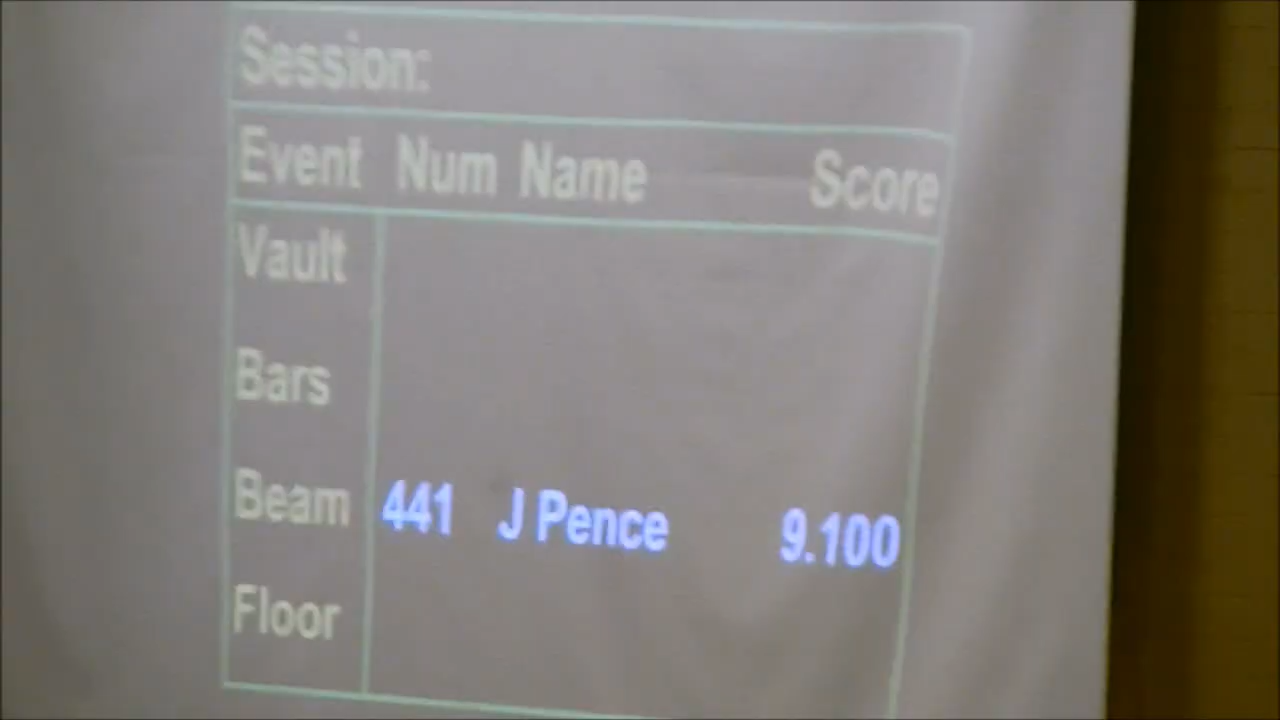 Session:
Event Num Name Score
Vault
Bars
Beam 441 J Pence 9.100
Floor